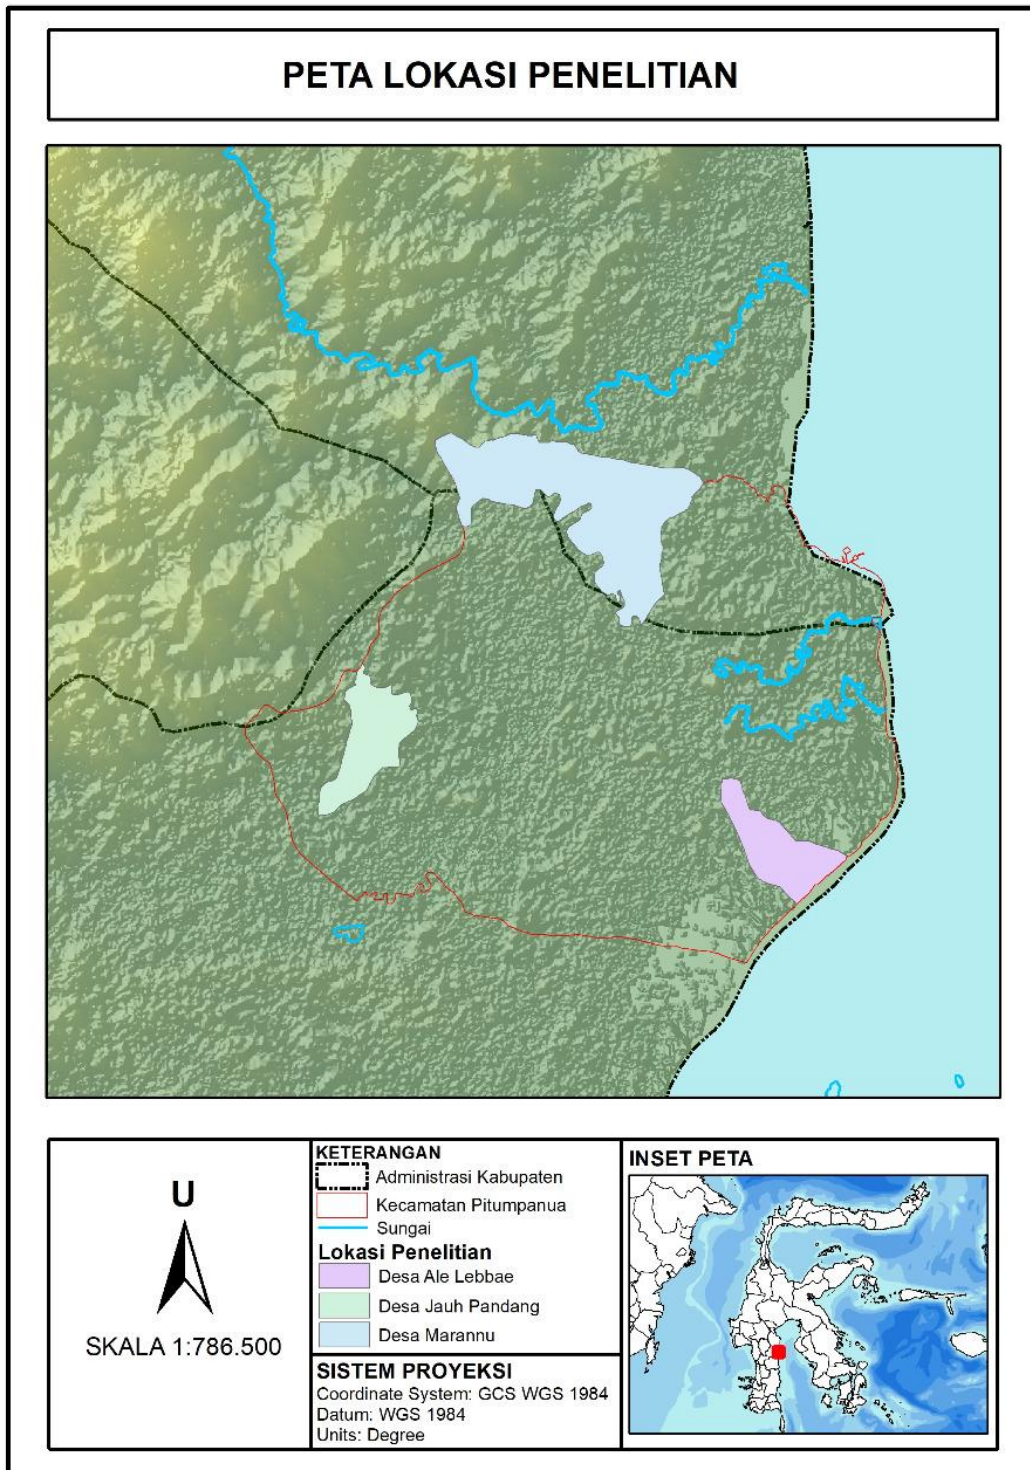 PETA LOKASI PENELITIAN
U
SKALA 1:786.500
KETERANGAN
Administrasi Kabupaten
Kecamatan Pitumpanua
Sungai
Lokasi Penelitian
Desa Ale Lebbae
Desa Jauh Pandang
Desa Marannu
SISTEM PROYEKSI
Coordinate System: GCS WGS 1984
Datum: WGS 1984
Units: Degree
INSET PETA